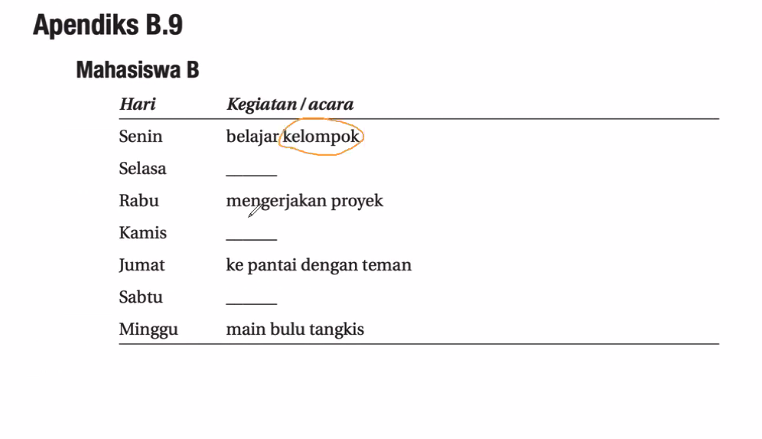 Apendiks B.9
Mahasiswa B
Hari Kegiatan / acara
Senin belajar kelompok
Selasa ______
Rabu mengerjakan proyek
Kamis ______
Jumat ke pantai dengan teman
Sabtu ______
Minggu main bulu tangkis